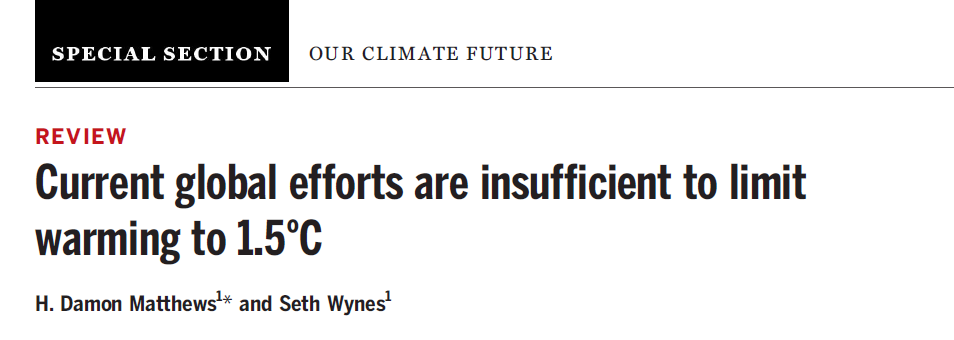 SPECIAL SECTION OUR CLIMATE FUTURE
REVIEW
Current global efforts are insufficient to limit
warming to 1.5°C
H. Damon Matthews1* and Seth Wynes1